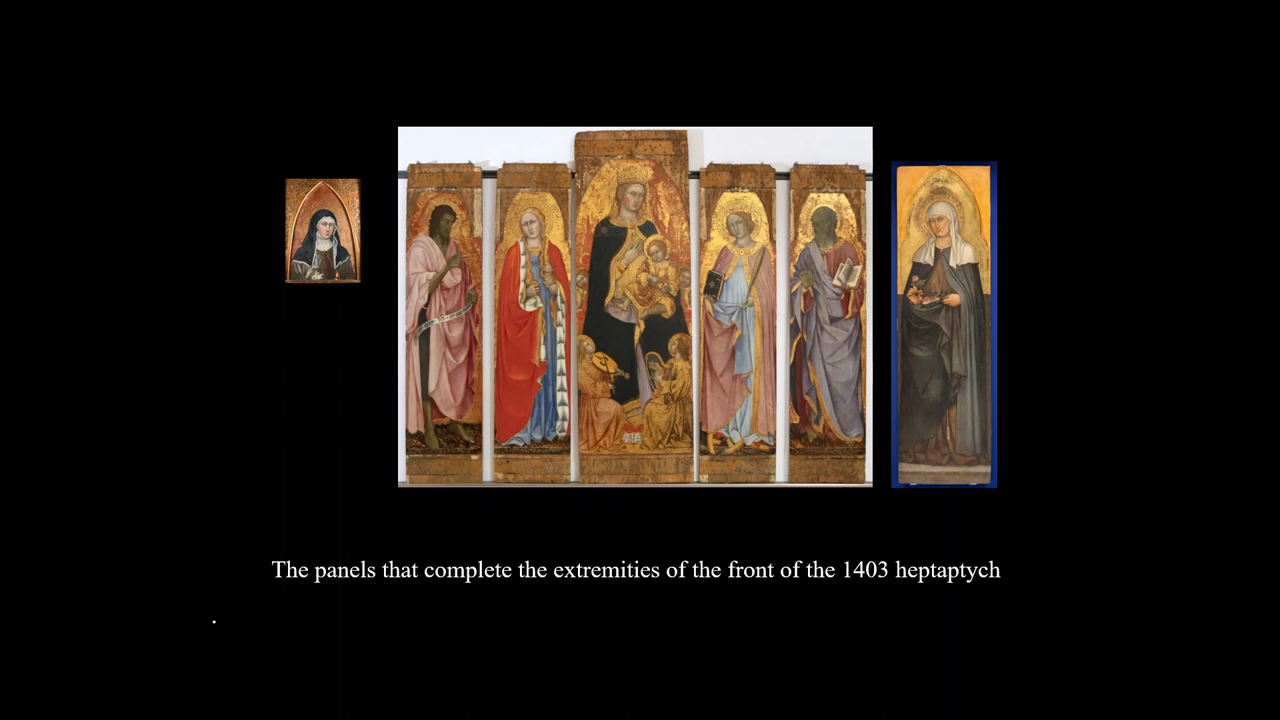 The panels that complete the extremities of the front of the 1403 heptaptych
.